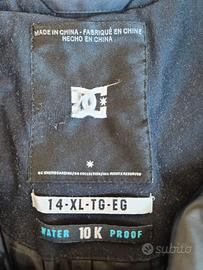 MADE IN CHINA - FABRIQUÉ EN CHINE
HECHO EN CHINA
DC
14-XL-TG-EG
WATER 10K PROOF
subito